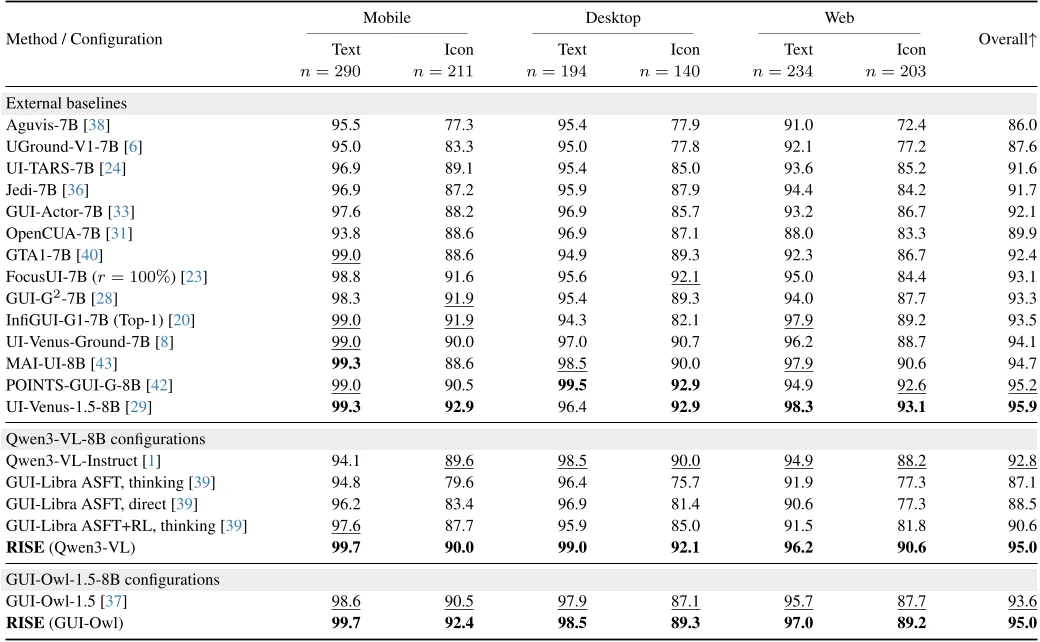 Mobile Desktop Web
Method / Configuration Overall↑
Text Icon Text Icon Text Icon
n = 290 n = 211 n = 194 n = 140 n = 234 n = 203
External baselines
Aguvis-7B [38] 95.5 77.3 95.4 77.9 91.0 72.4 86.0
UGround-V1-7B [6] 95.0 83.3 95.0 77.8 92.1 77.2 87.6
UI-TARS-7B [24] 96.9 89.1 95.4 85.0 93.6 85.2 91.6
Jedi-7B [36] 96.9 87.2 95.9 87.9 94.4 84.2 91.7
GUI-Actor-7B [33] 97.6 88.2 96.9 85.7 93.2 86.7 92.1
OpenCUA-7B [31] 93.8 88.6 96.9 87.1 88.0 83.3 89.9
GTA1-7B [40] 99.0 88.6 94.9 89.3 92.3 86.7 92.4
FocusUI-7B (r = 100%) [23] 98.8 91.6 95.6 92.1 95.0 84.4 93.1
GUI-G²-7B [28] 98.3 91.9 95.4 89.3 94.0 87.7 93.3
InfiGUI-G1-7B (Top-1) [20] 99.0 91.9 94.3 82.1 97.9 89.2 93.5
UI-Venus-Ground-7B [8] 99.0 90.0 97.0 90.7 96.2 88.7 94.1
MAI-UI-8B [43] 99.3 88.6 98.5 90.0 97.9 90.6 94.7
POINTS-GUI-G-8B [42] 99.0 90.5 99.5 92.9 94.9 92.6 95.2
UI-Venus-1.5-8B [29] 99.3 92.9 96.4 92.9 98.3 93.1 95.9
Qwen3-VL-8B configurations
Qwen3-VL-Instruct [1] 94.1 89.6 98.5 90.0 94.9 88.2 92.8
GUI-Libra ASFT, thinking [39] 94.8 79.6 96.4 75.7 91.9 77.3 87.1
GUI-Libra ASFT, direct [39] 96.2 83.4 96.9 81.4 90.6 77.3 88.5
GUI-Libra ASFT+RL, thinking [39] 97.6 87.7 95.9 85.0 91.5 81.8 90.6
RISE (Qwen3-VL) 99.7 90.0 99.0 92.1 96.2 90.6 95.0
GUI-Owl-1.5-8B configurations
GUI-Owl-1.5 [37] 98.6 90.5 97.9 87.1 95.7 87.7 93.6
RISE (GUI-Owl) 99.7 92.4 98.5 89.3 97.0 89.2 95.0